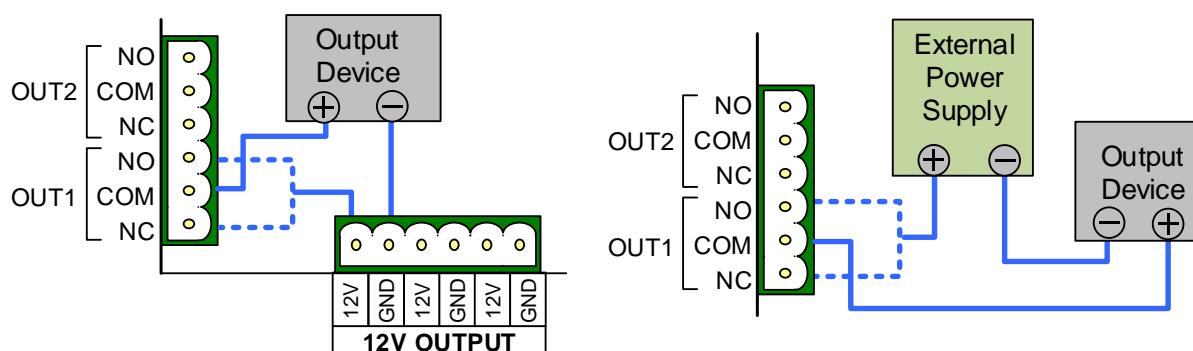 Output
Device
+ −
OUT2
NO
COM
NC
OUT1
NO
COM
NC
12V GND 12V GND 12V GND
12V OUTPUT
External
Power
Supply
+ −
OUT2
NO
COM
NC
OUT1
NO
COM
NC
Output
Device
− +